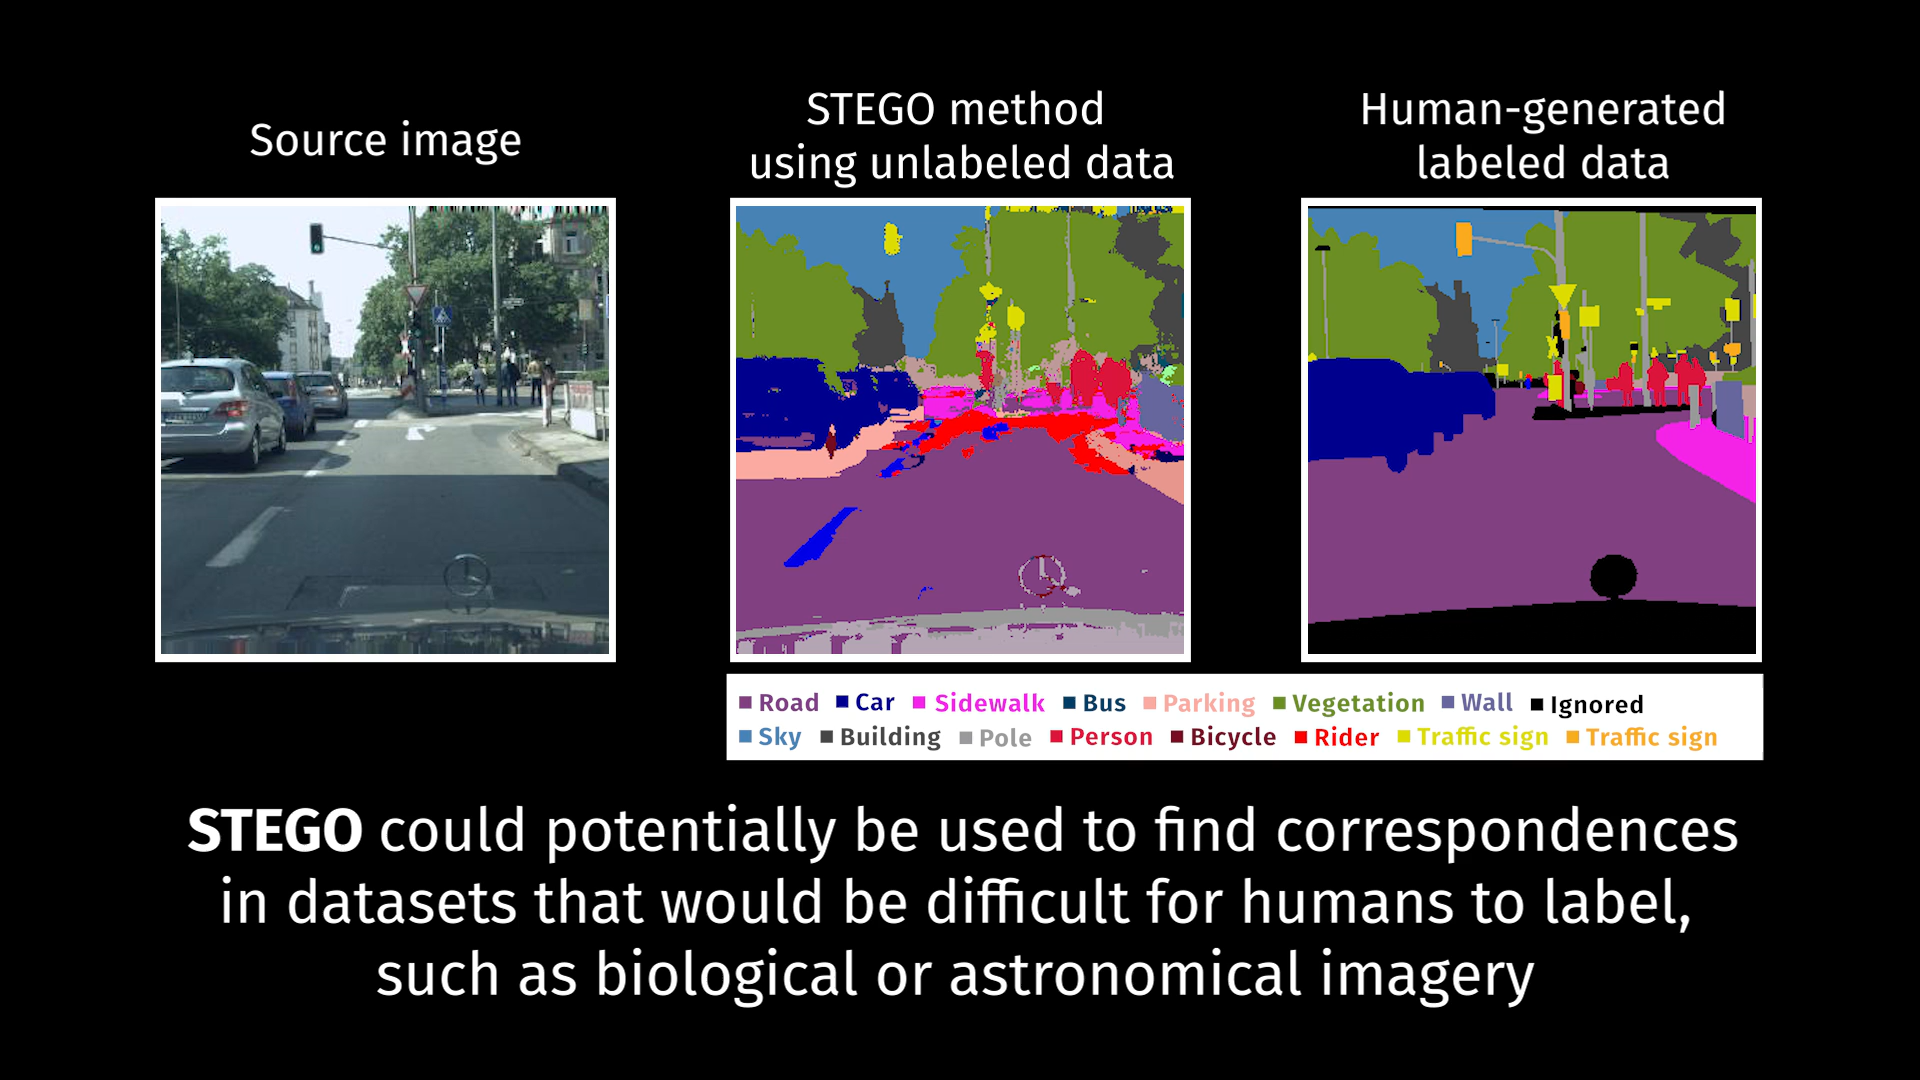 Source image
STEGO method
using unlabeled data
Human-generated
labeled data
Road Car Sidewalk Bus Parking Vegetation Wall Ignored
Sky Building Pole Person Bicycle Rider Traffic sign Traffic sign
STEGO could potentially be used to find correspondences
in datasets that would be difficult for humans to label,
such as biological or astronomical imagery